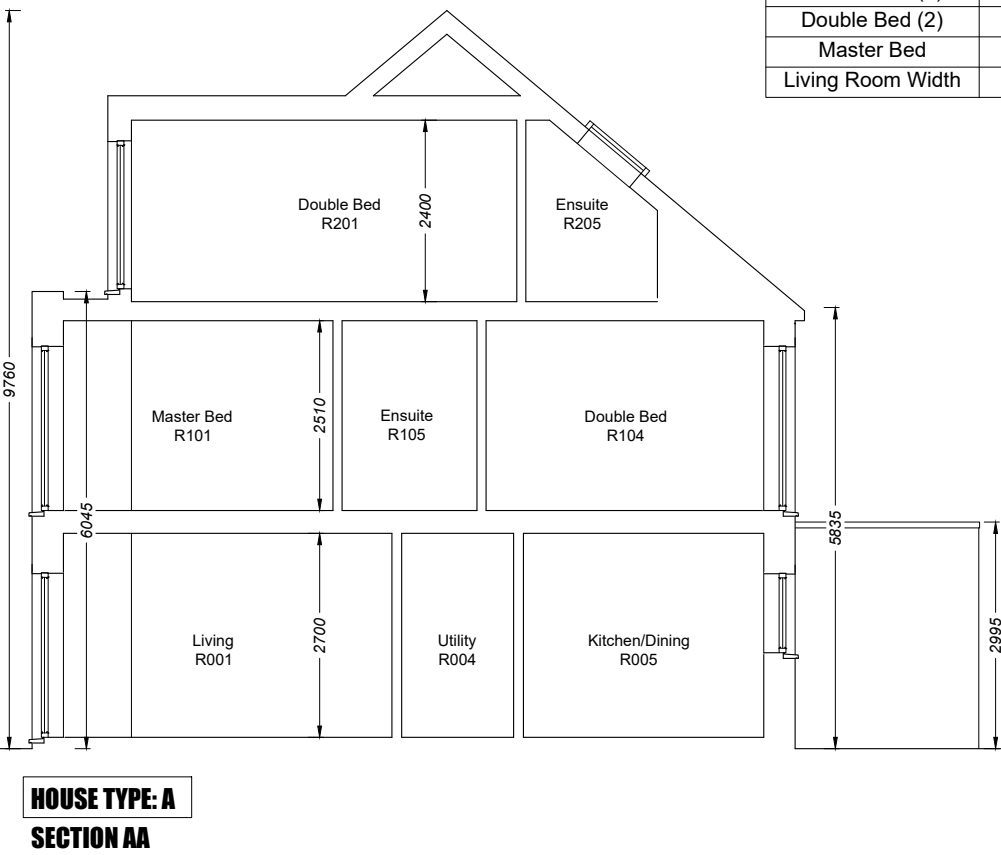 Double Bed (2)
Master Bed
Living Room Width
Double Bed
R201
2400
Ensuite
R205
9760
Master Bed
R101
2510
Ensuite
R105
Double Bed
R104
6045
5835
Living
R001
2700
Utility
R004
Kitchen/Dining
R005
2995
HOUSE TYPE: A
SECTION AA